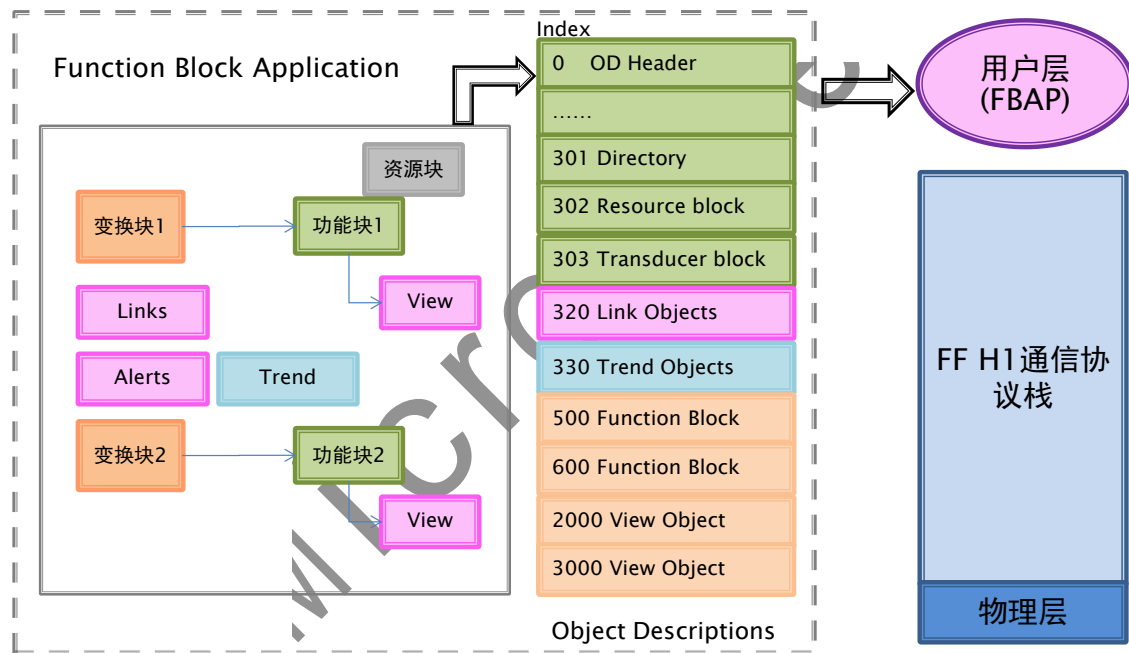 Function Block Application
资源块
变换块1
功能块1
View
Links
Alerts
Trend
变换块2
功能块2
View
Index
0 OD Header
......
301 Directory
302 Resource block
303 Transducer block
320 Link Objects
330 Trend Objects
500 Function Block
600 Function Block
2000 View Object
3000 View Object
Object Descriptions
用户层
(FBAP)
FF H1通信协
议栈
物理层